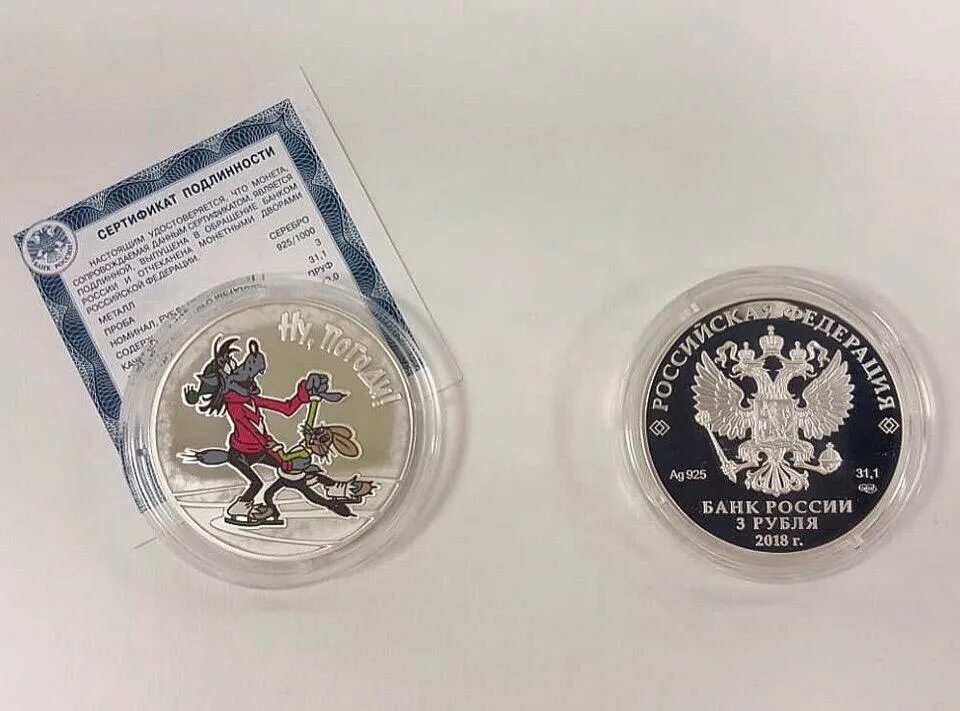 СЕРТИФИКАТ ПОДЛИННОСТИ
НАСТОЯЩИМ УДОСТОВЕРЯЕТСЯ, ЧТО МОНЕТА,
СОПРОВОЖДАЕМАЯ ДАННЫМ СЕРТИФИКАТОМ, ЯВЛЯЕТСЯ
ПОДЛИННОЙ, ВЫПУЩЕНА В ОБРАЩЕНИЕ БАНКОМ
РОССИИ И ОТЧЕКАНЕНА МОНЕТНЫМИ ДВОРАМИ
РОССИЙСКОЙ ФЕДЕРАЦИИ.
МЕТАЛЛ СЕРЕБРО
ПРОБА 925/1000
НОМИНАЛ, 3
31,1
ПРУФ
БАНК РОССИИ
Ну, погоди!
РОССИЙСКАЯ ФЕДЕРАЦИЯ
Ag 925 31,1
БАНК РОССИИ
3 РУБЛЯ
2018 г.